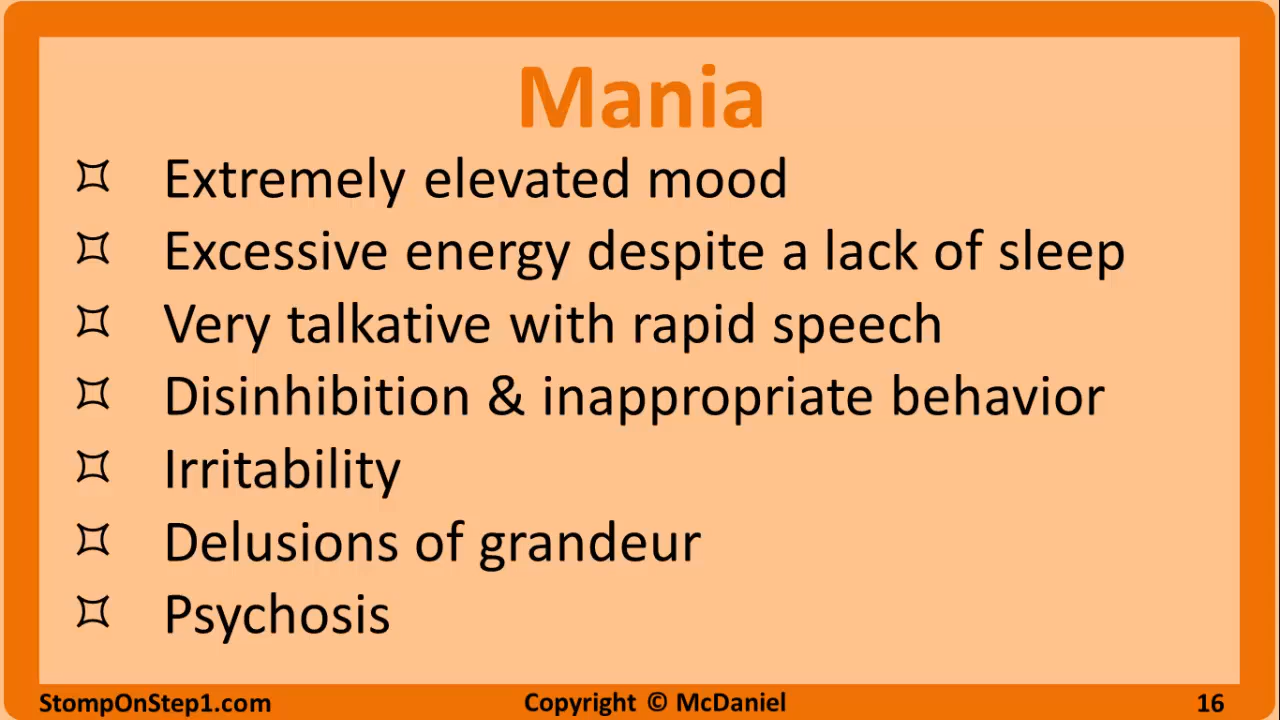 Mania
Extremely elevated mood
Excessive energy despite a lack of sleep
Very talkative with rapid speech
Disinhibition & inappropriate behavior
Irritability
Delusions of grandeur
Psychosis
StompOnStep1.com Copyright © McDaniel 16